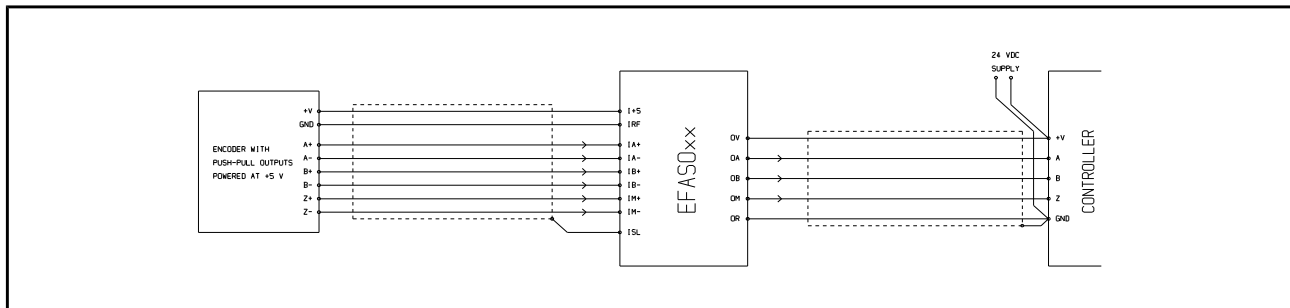 24 VDC
SUPPLY
ENCODER WITH
PUSH-PULL OUTPUTS
POWERED AT +5 V
+V
GND
A+
A-
B+
B-
Z+
Z-
I+5
IRF
IA+
IA-
IB+
IB-
IM+
IM-
ISL
EFASOxx
OV
OA
OB
OM
OR
+V
A
B
Z
GND
CONTROLLER